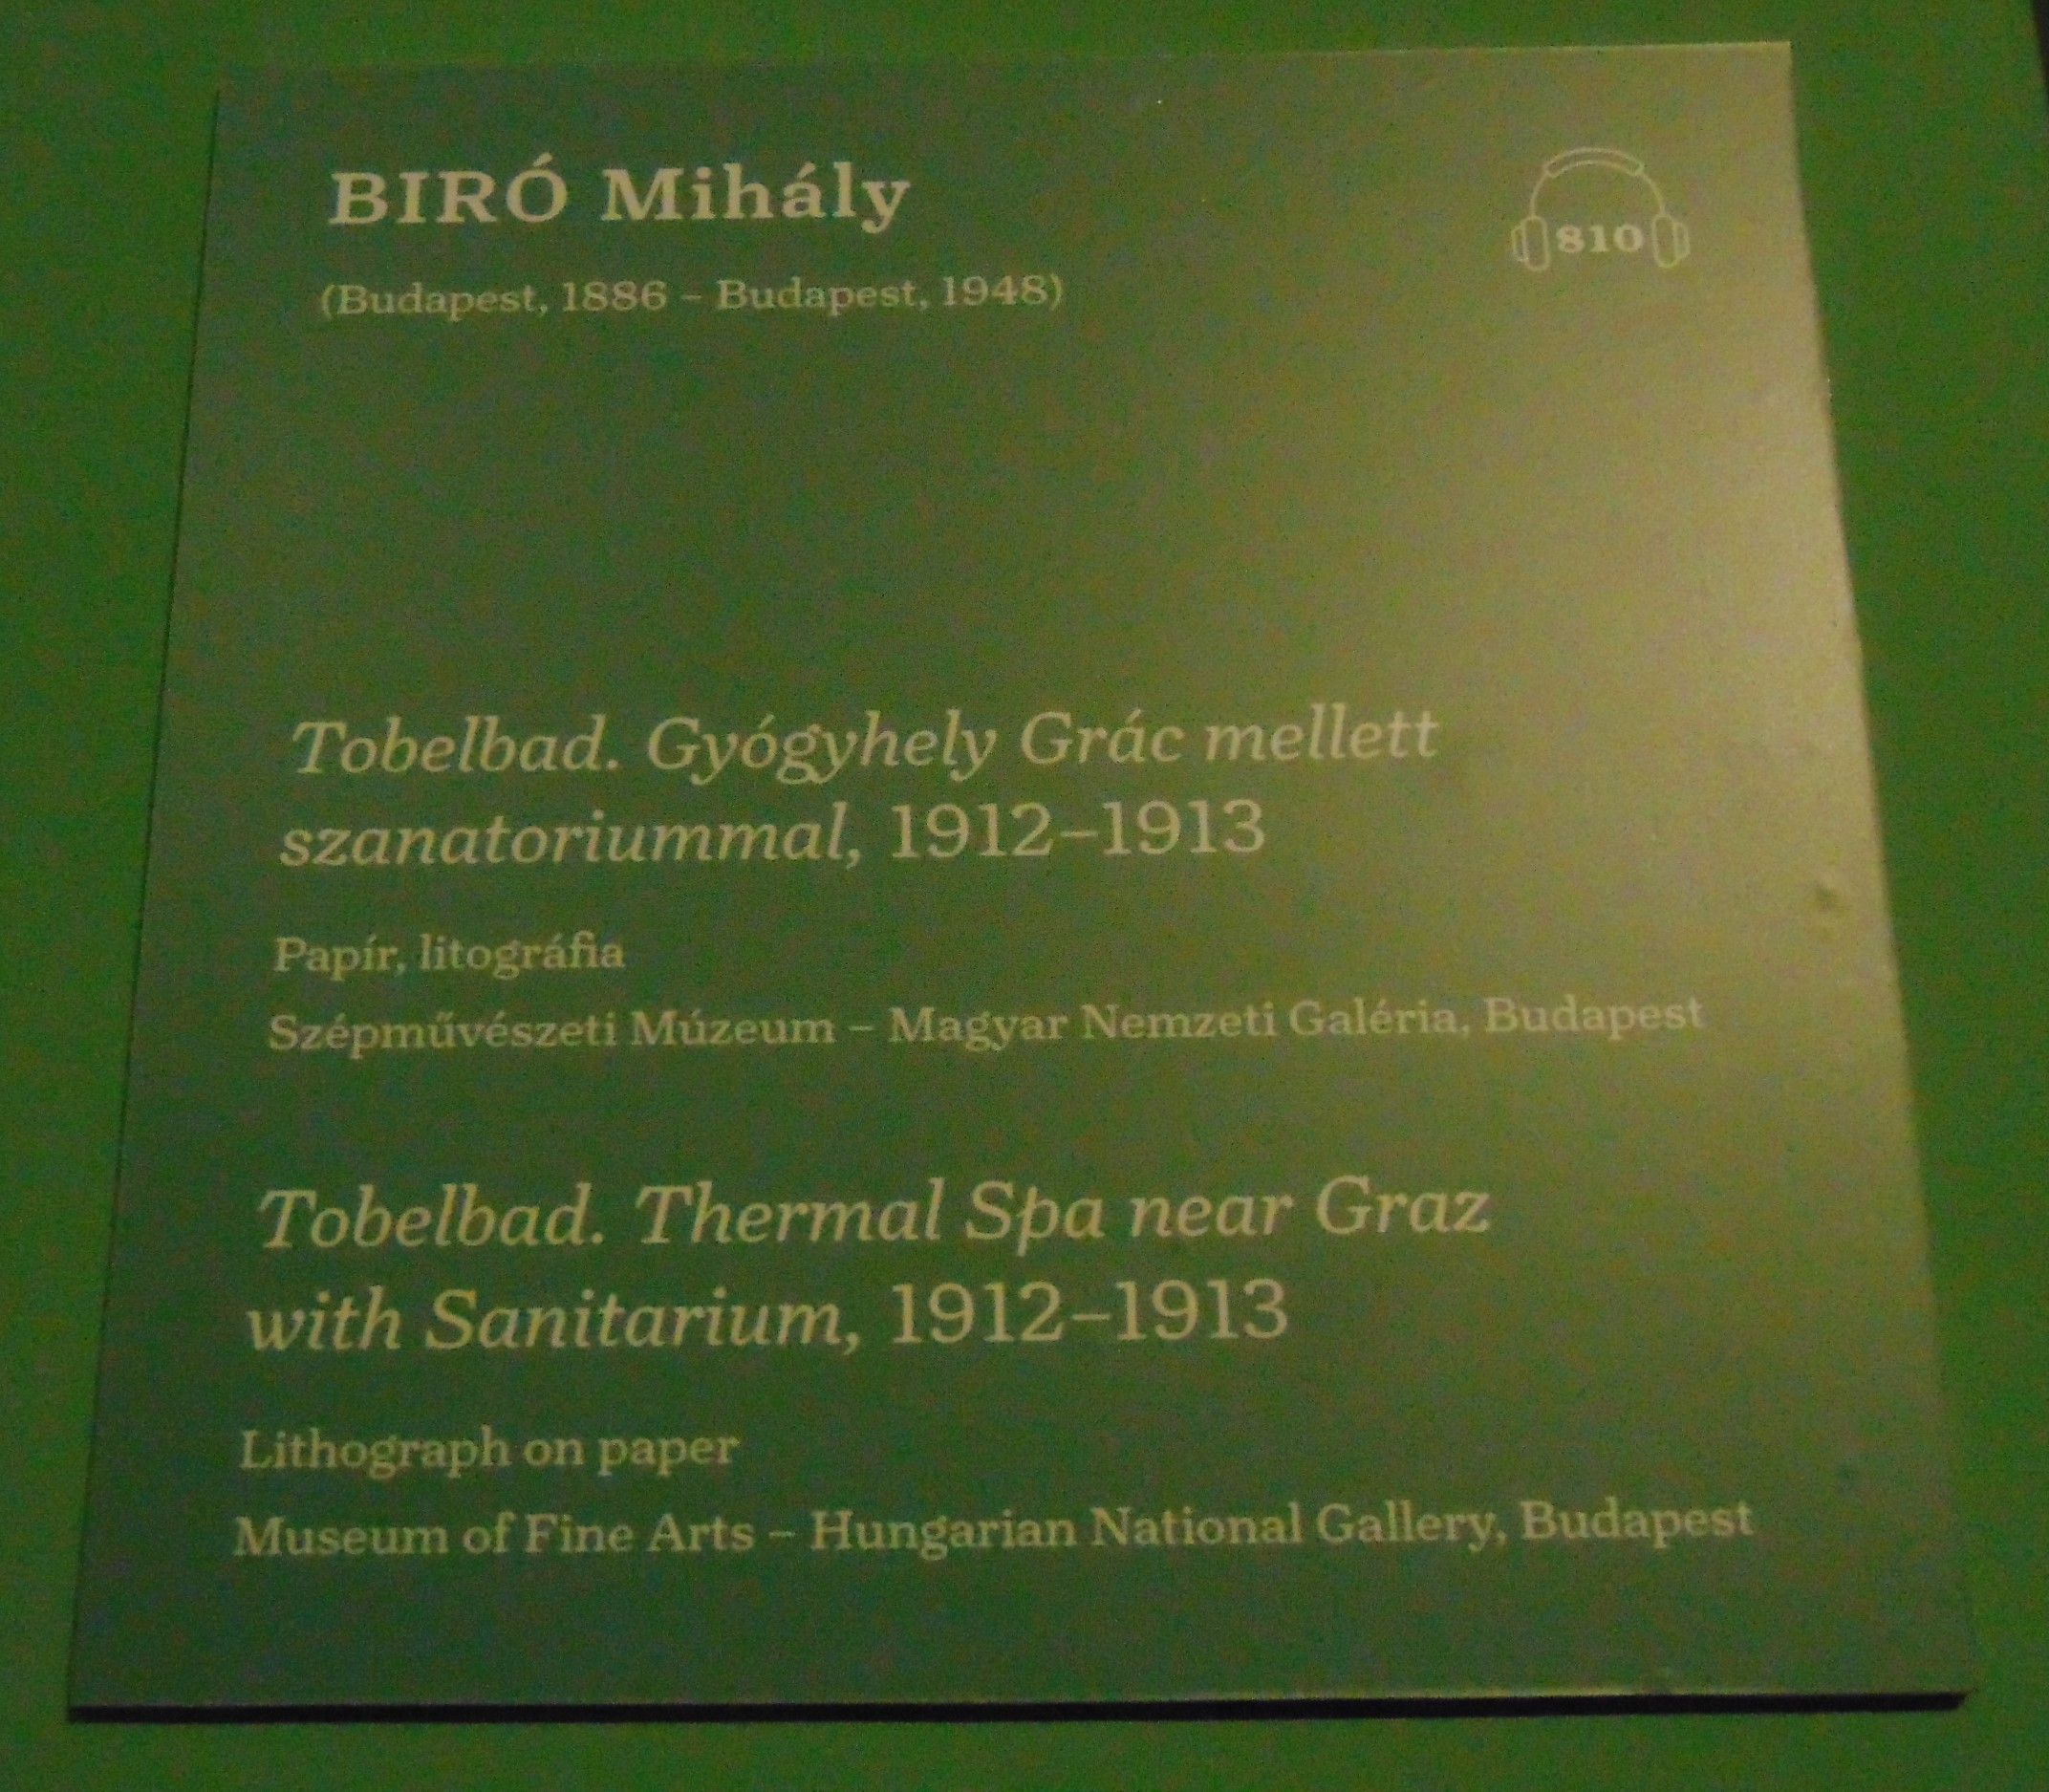 BIRÓ Mihály
810
(Budapest, 1886 – Budapest, 1948)
Tobelbad. Gyógyhely Grác mellett
szanatoriummal, 1912–1913
Papír, litográfia
Szépművészeti Múzeum – Magyar Nemzeti Galéria, Budapest
Tobelbad. Thermal Spa near Graz
with Sanitarium, 1912–1913
Lithograph on paper
Museum of Fine Arts – Hungarian National Gallery, Budapest